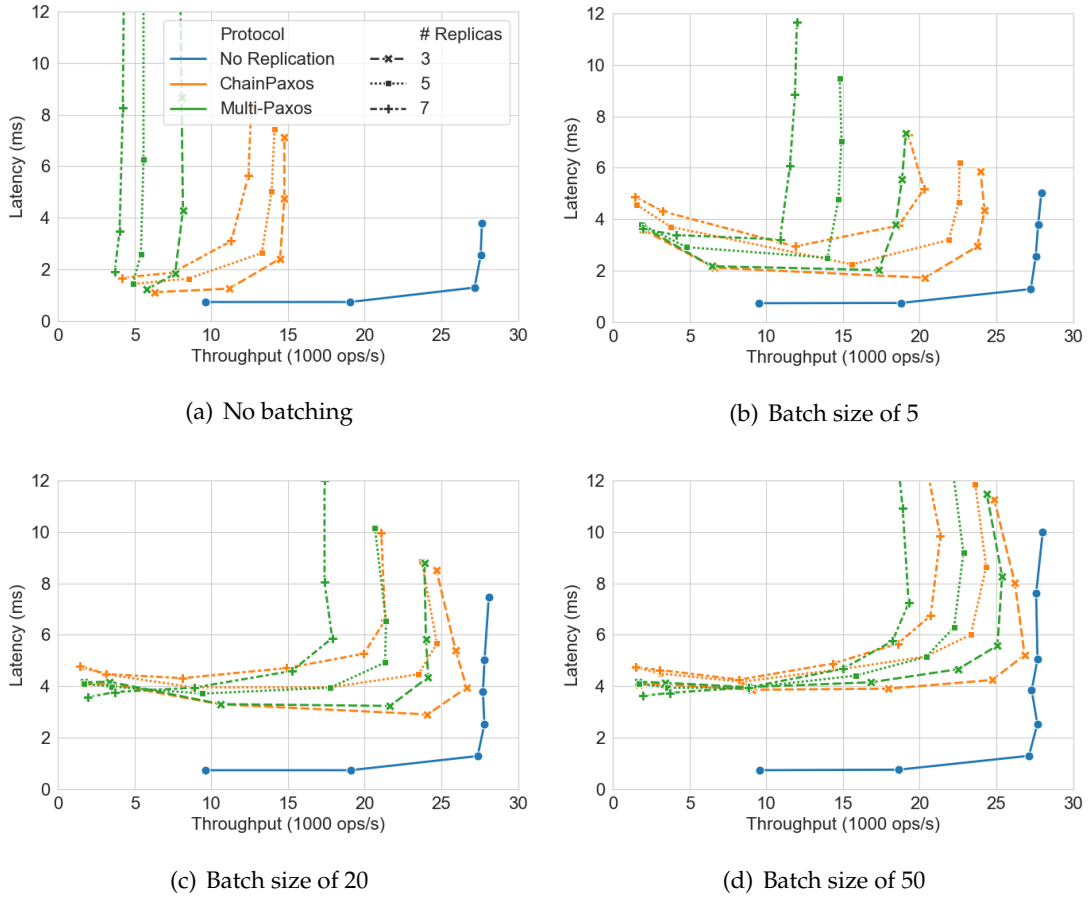 12
10
8
6
4
2
0
Latency (ms)
0 5 10 15 20 25 30
Throughput (1000 ops/s)
Protocol # Replicas
No Replication 3
ChainPaxos 5
Multi-Paxos 7
(a) No batching
12
10
8
6
4
2
0
Latency (ms)
0 5 10 15 20 25 30
Throughput (1000 ops/s)
(b) Batch size of 5
12
10
8
6
4
2
0
Latency (ms)
0 5 10 15 20 25 30
Throughput (1000 ops/s)
(c) Batch size of 20
12
10
8
6
4
2
0
Latency (ms)
0 5 10 15 20 25 30
Throughput (1000 ops/s)
(d) Batch size of 50